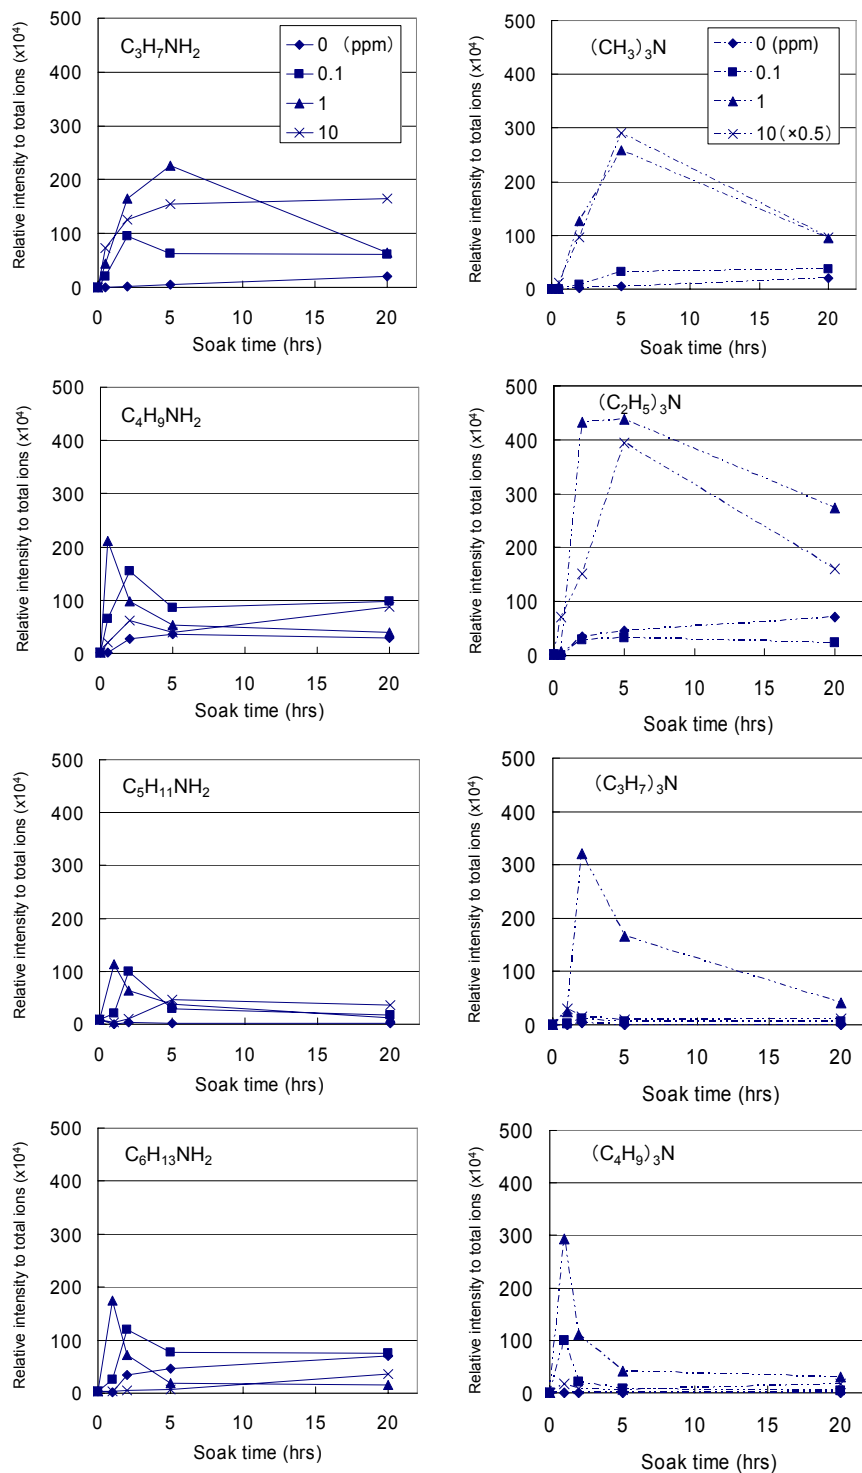 500
400
300
200
100
0
Relative intensity to total ions (x10⁴)
C₃H₇NH₂
0 (ppm)
0.1
1
10
0 5 10 15 20
Soak time (hrs)
500
400
300
200
100
0
Relative intensity to total ions (x10⁴)
(CH₃)₃N
0 (ppm)
0.1
1
10(×0.5)
0 5 10 15 20
Soak time (hrs)
500
400
300
200
100
0
Relative intensity to total ions (x10⁴)
C₄H₉NH₂
0 5 10 15 20
Soak time (hrs)
500
400
300
200
100
0
Relative intensity to total ions (x10⁴)
(C₂H₅)₃N
0 5 10 15 20
Soak time (hrs)
500
400
300
200
100
0
Relative intensity to total ions (x10⁴)
C₅H₁₁NH₂
0 5 10 15 20
Soak time (hrs)
500
400
300
200
100
0
Relative intensity to total ions (x10⁴)
(C₃H₇)₃N
0 5 10 15 20
Soak time (hrs)
500
400
300
200
100
0
Relative intensity to total ions (x10⁴)
C₆H₁₃NH₂
0 5 10 15 20
Soak time (hrs)
500
400
300
200
100
0
Relative intensity to total ions (x10⁴)
(C₄H₉)₃N
0 5 10 15 20
Soak time (hrs)